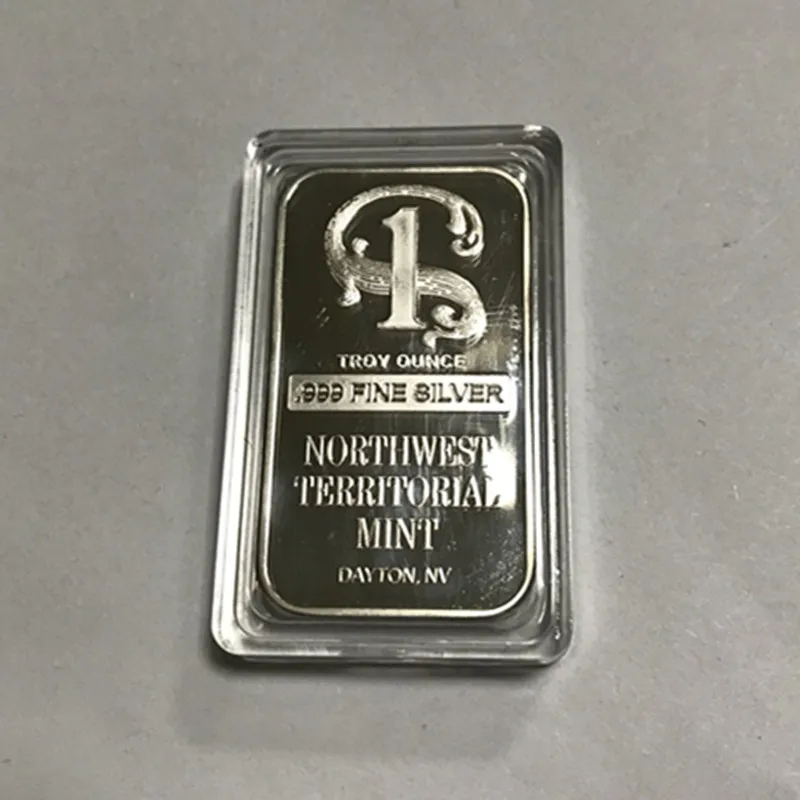 1
TROY OUNCE
.999 FINE SILVER
NORTHWEST
TERRITORIAL
MINT
DAYTON, NV